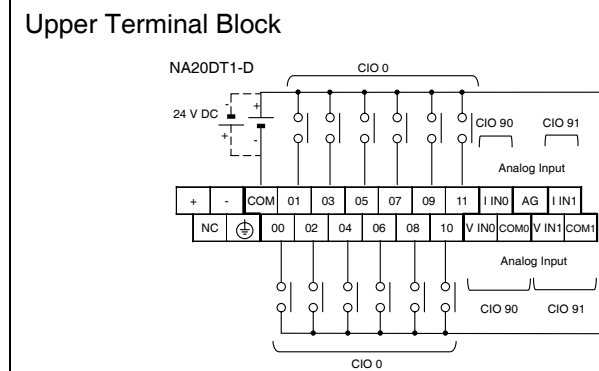 Upper Terminal Block
NA20DT1-D
CIO 0
24 V DC
- +
+ -
CIO 90 CIO 91
Analog Input
+ - COM 01 03 05 07 09 11 I IN0 AG I IN1
NC 00 02 04 06 08 10 V IN0 COM0 V IN1 COM1
Analog Input
CIO 90 CIO 91
CIO 0